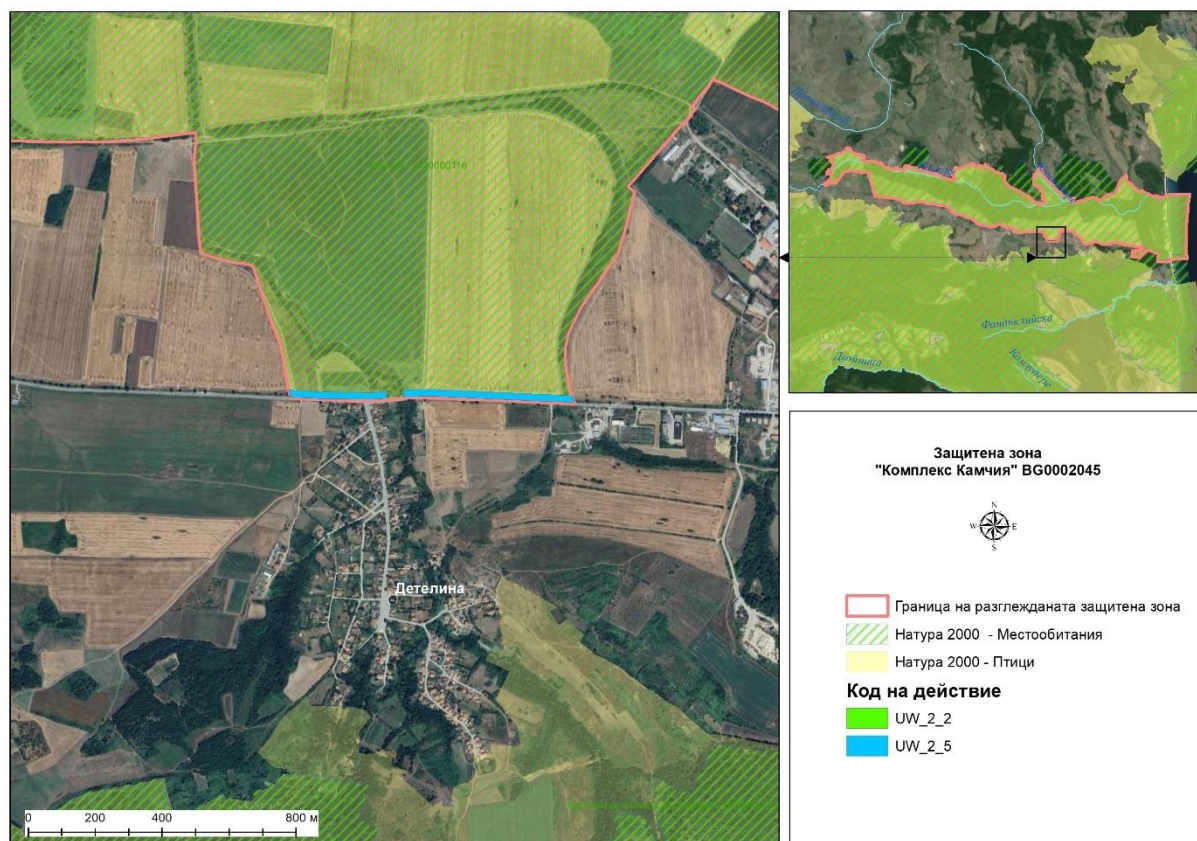 Детелина
0 200 400 800 м
Фандъклийска
Двойница
Защитена зона
"Комплекс Камчия" BG0002045
N
W E
S
Граница на разглежданата защитена зона
Натура 2000 - Местообитания
Натура 2000 - Птици
Код на действие
UW_2_2
UW_2_5